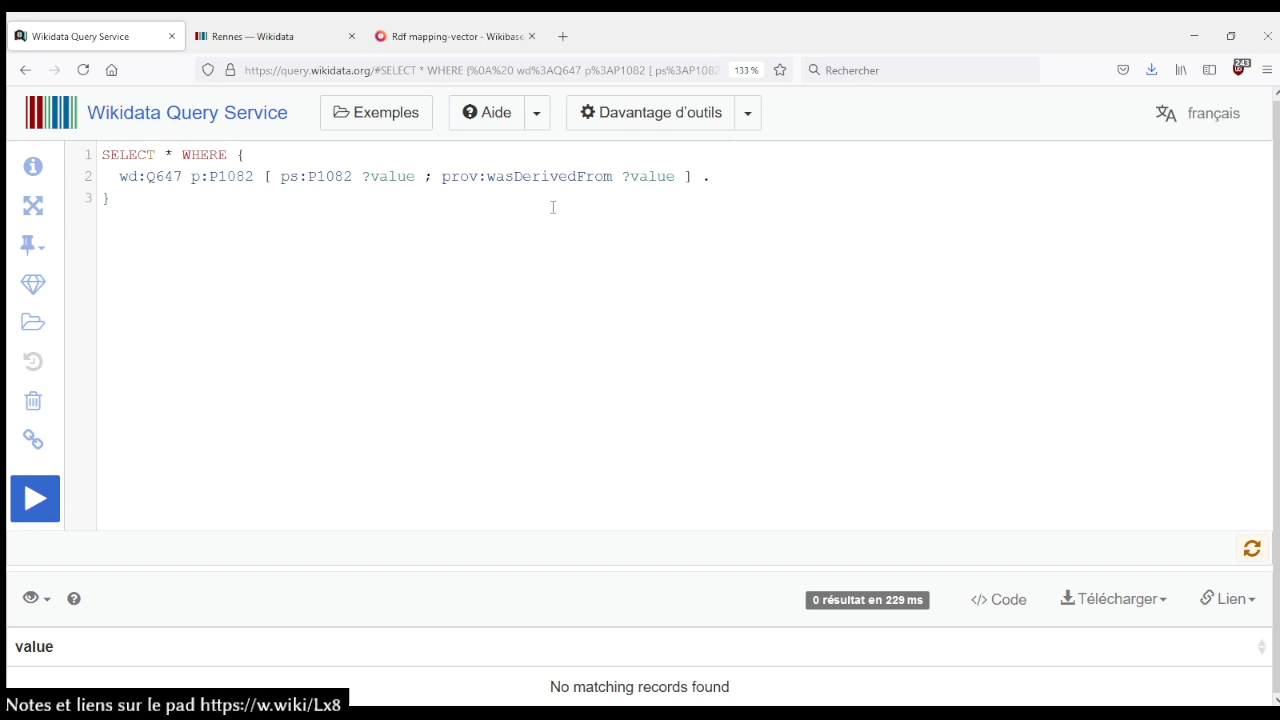 Wikidata Query Service
Rennes — Wikidata
Rdf mapping-vector - Wikibase
https://query.wikidata.org/#SELECT * WHERE {%0A%20 wd%3AQ647 p%3AP1082 [ ps%3AP1082
133 %
Rechercher
243
Wikidata Query Service
Exemples
Aide
Davantage d'outils
français
1 SELECT * WHERE {
2 wd:Q647 p:P1082 [ ps:P1082 ?value ; prov:wasDerivedFrom ?value ] .
3 }
0 résultat en 229 ms
</> Code
Télécharger
Lien
value
No matching records found
Notes et liens sur le pad https://w.wiki/Lx8